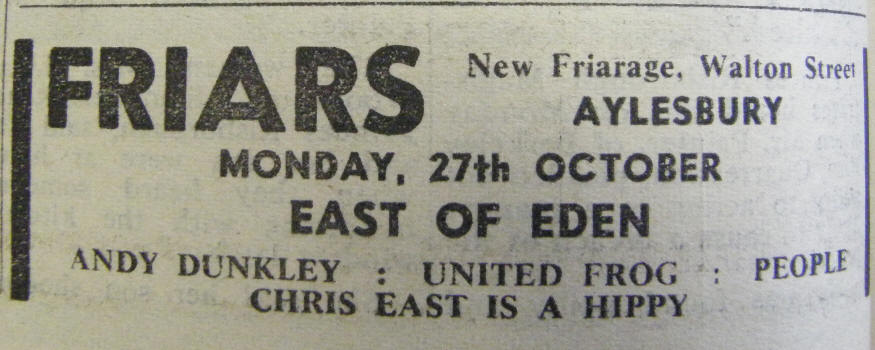 FRIARS
New Friarage, Walton Street
AYLESBURY
MONDAY, 27th OCTOBER
EAST OF EDEN
ANDY DUNKLEY : UNITED FROG : PEOPLE
CHRIS EAST IS A HIPPY